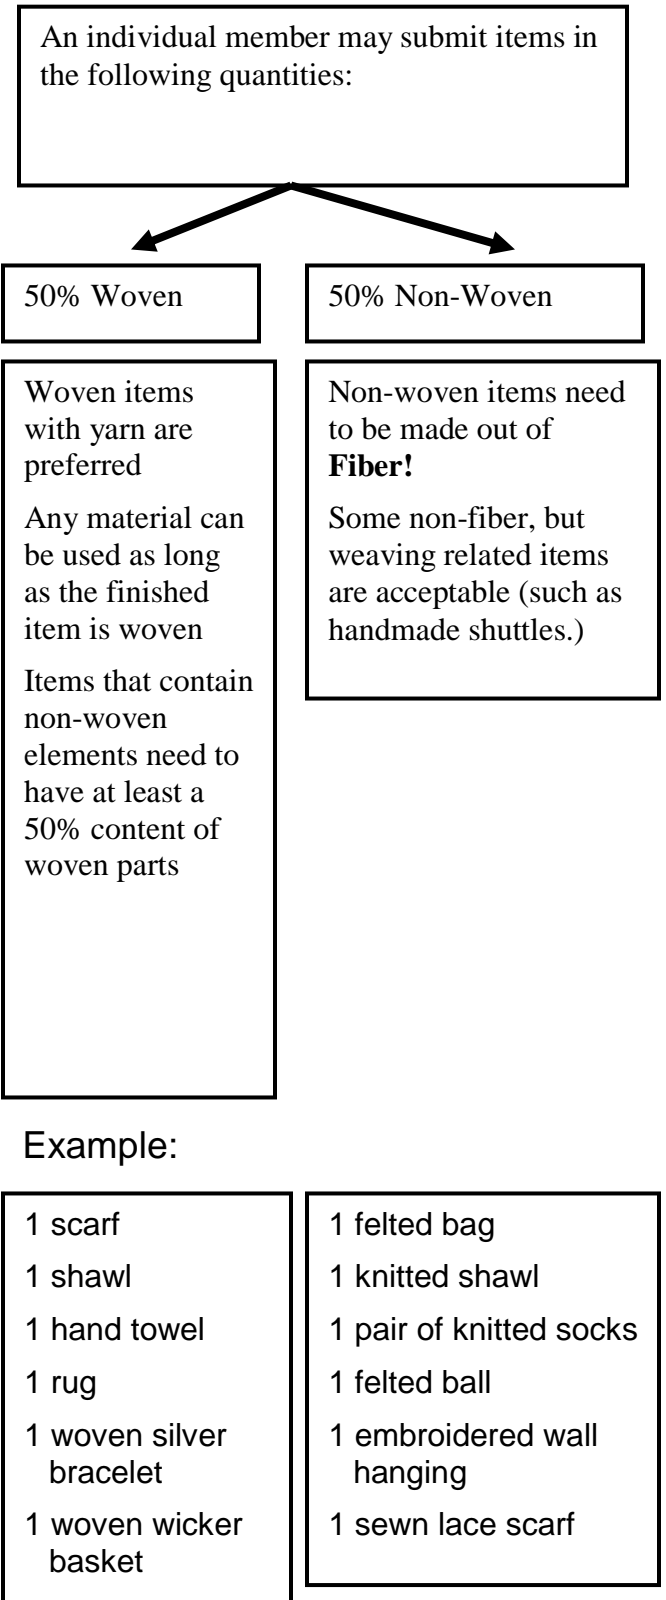 An individual member may submit items in
the following quantities:
50% Woven
50% Non-Woven
Woven items
with yarn are
preferred
Any material can
be used as long
as the finished
item is woven
Items that contain
non-woven
elements need to
have at least a
50% content of
woven parts
Non-woven items need
to be made out of
Fiber!
Some non-fiber, but
weaving related items
are acceptable (such as
handmade shuttles.)
Example:
1 scarf
1 shawl
1 hand towel
1 rug
1 woven silver
bracelet
1 woven wicker
basket
1 felted bag
1 knitted shawl
1 pair of knitted socks
1 felted ball
1 embroidered wall
hanging
1 sewn lace scarf